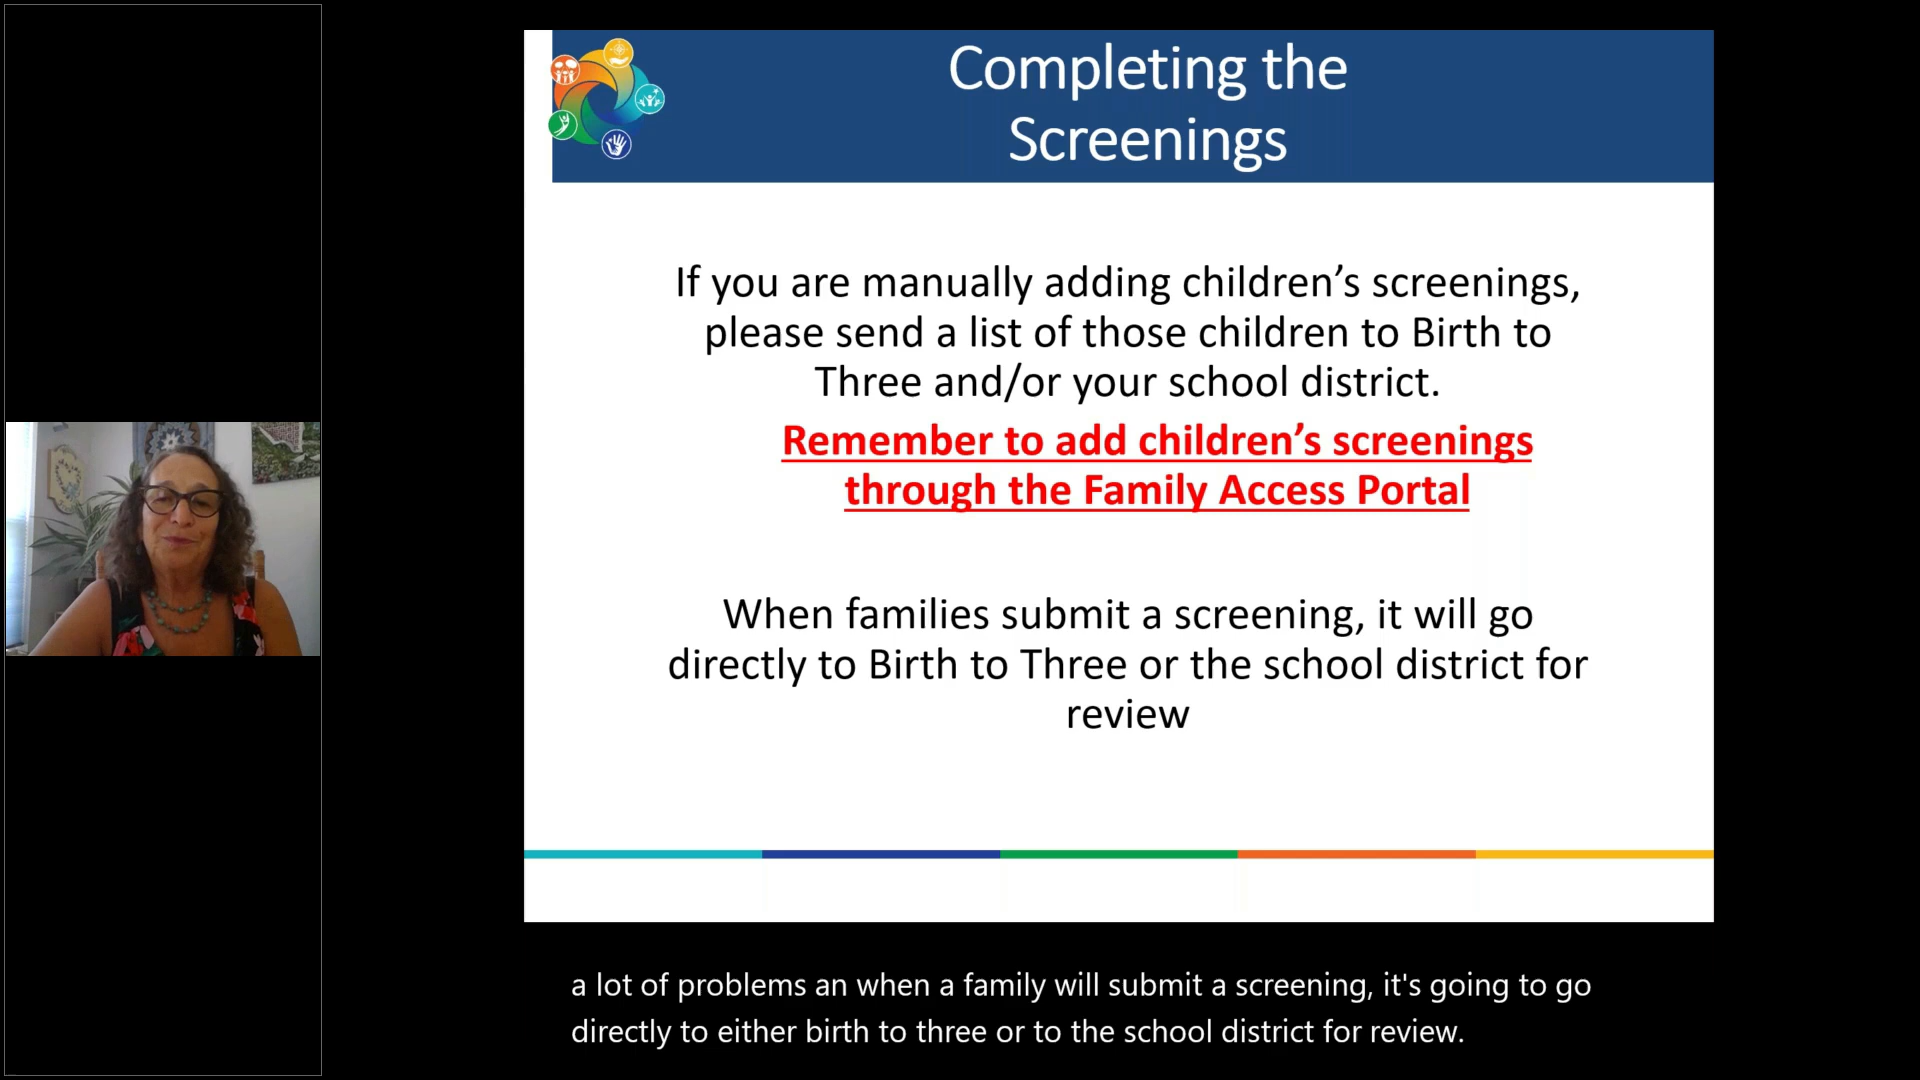 Completing the
Screenings
If you are manually adding children’s screenings,
please send a list of those children to Birth to
Three and/or your school district.
Remember to add children’s screenings
through the Family Access Portal
When families submit a screening, it will go
directly to Birth to Three or the school district for
review
a lot of problems an when a family will submit a screening, it's going to go
directly to either birth to three or to the school district for review.